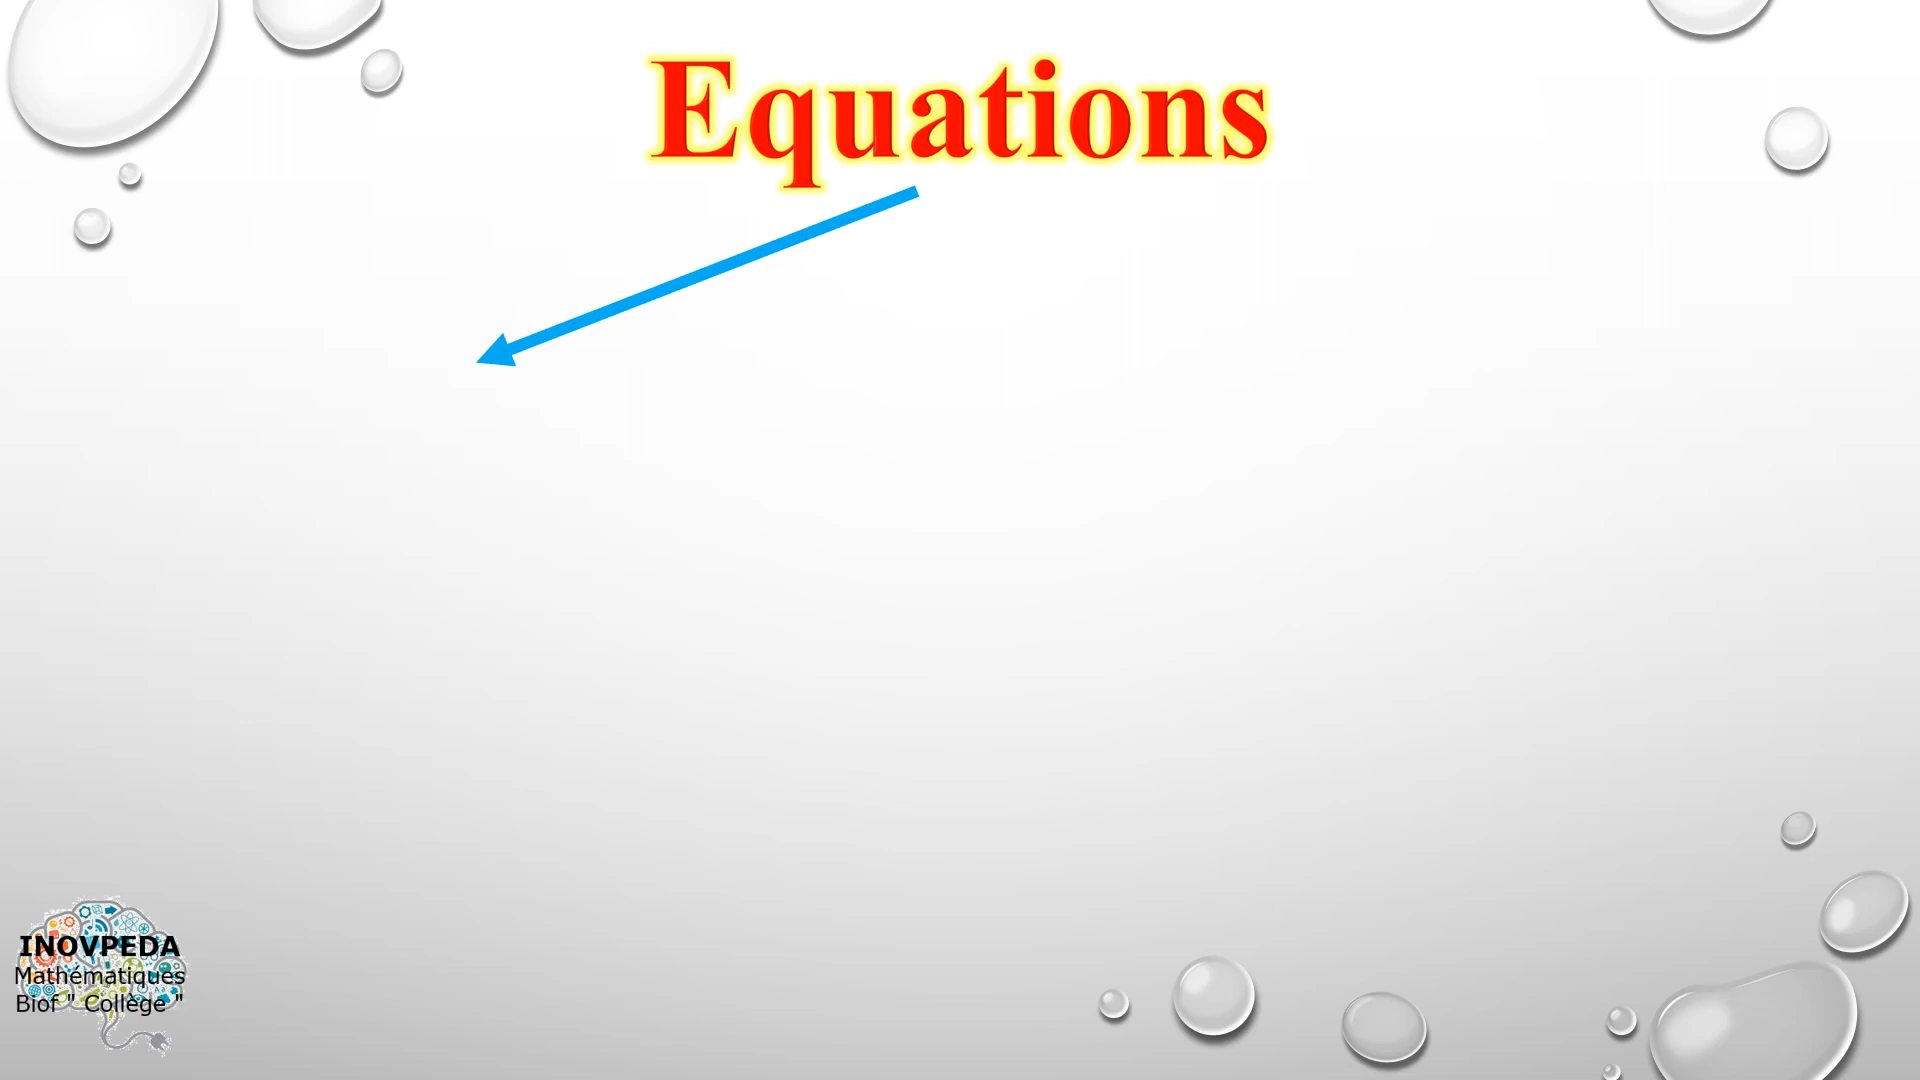 Equations
INOVPEDA
Mathématiques
Biof " Collège "